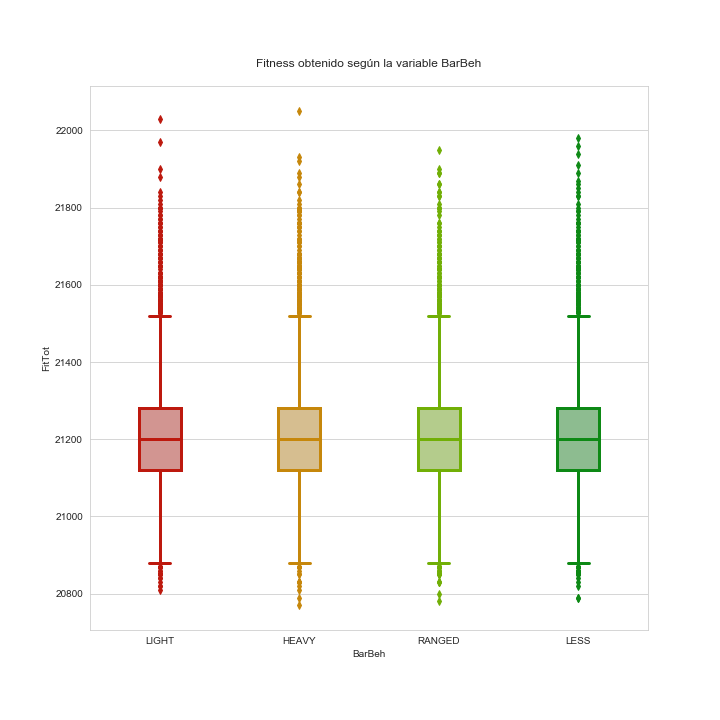 Fitness obtenido según la variable BarBeh
22000
21800
21600
21400
21200
21000
20800
FitTot
LIGHT HEAVY RANGED LESS
BarBeh